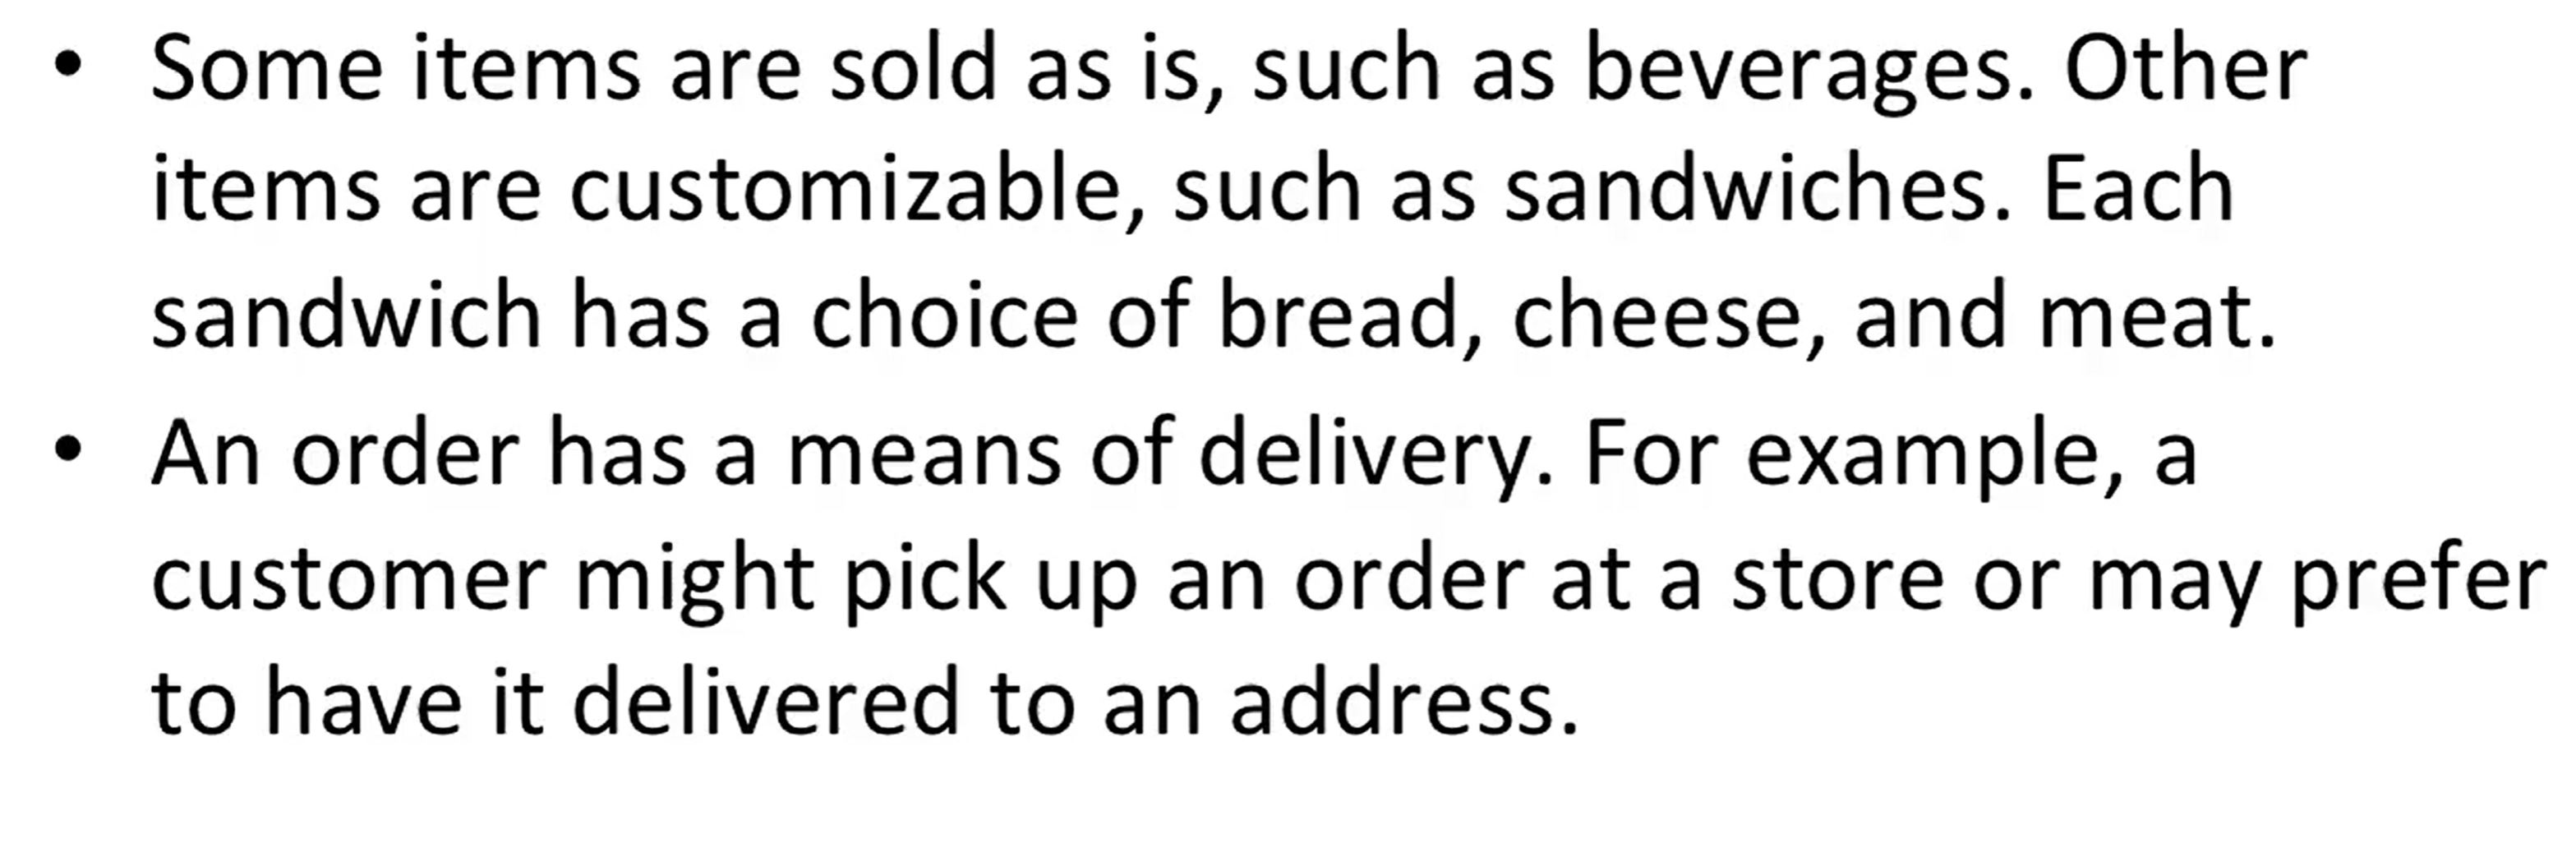 • Some items are sold as is, such as beverages. Other
items are customizable, such as sandwiches. Each
sandwich has a choice of bread, cheese, and meat.
• An order has a means of delivery. For example, a
customer might pick up an order at a store or may prefer
to have it delivered to an address.